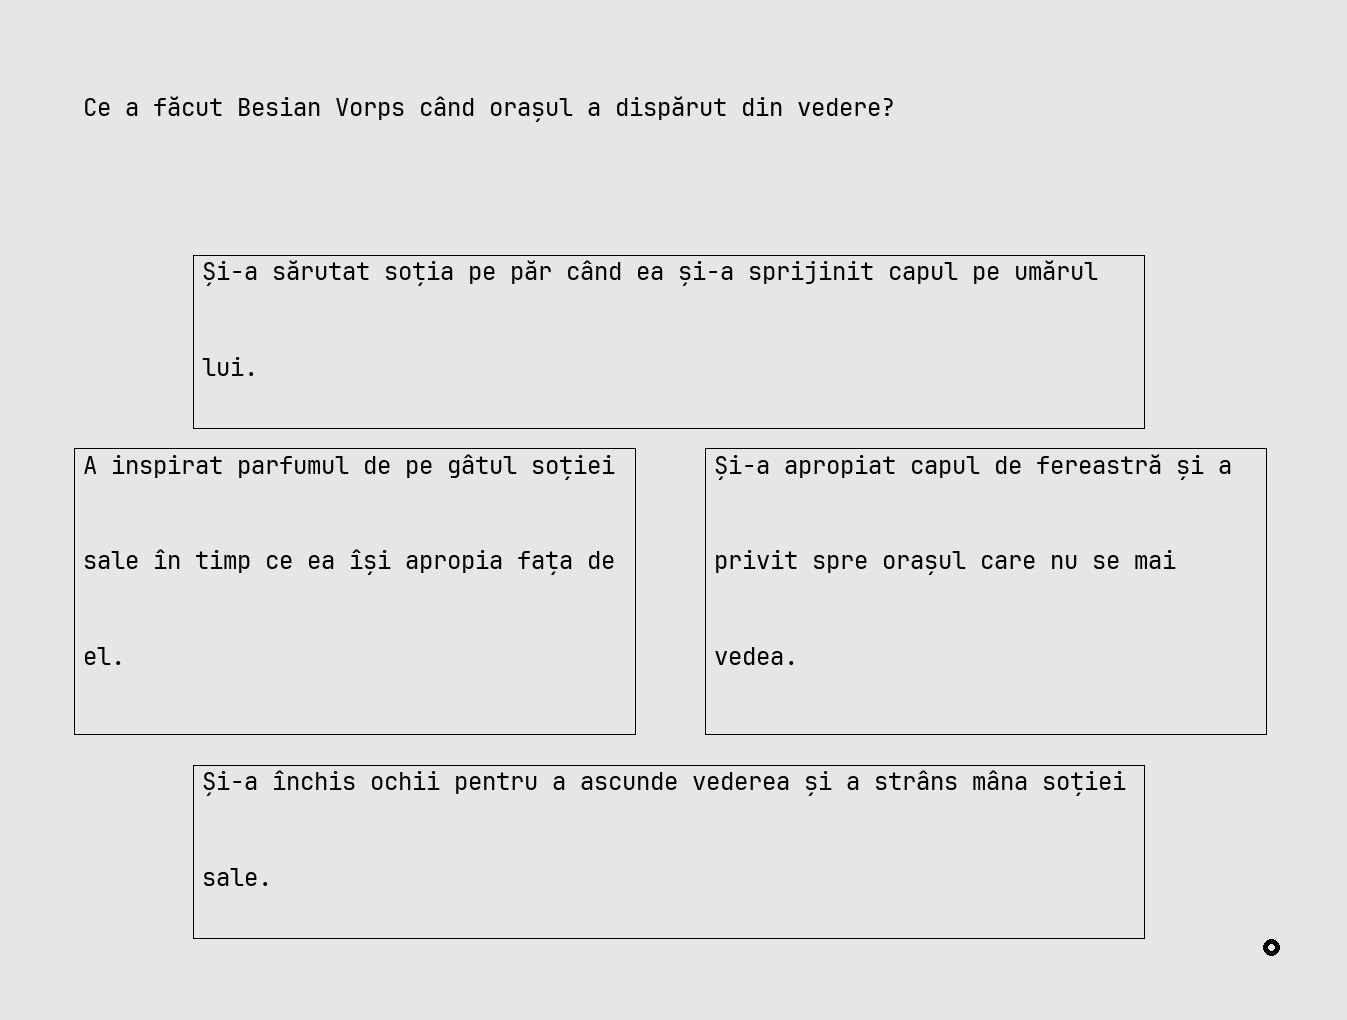 Ce a făcut Besian Vorps când orașul a dispărut din vedere?
Și-a sărutat soția pe păr când ea și-a sprijinit capul pe umărul
lui.
A inspirat parfumul de pe gâtul soției
sale în timp ce ea își apropia fața de
el.
Și-a apropiat capul de fereastră și a
privit spre orașul care nu se mai
vedea.
Și-a închis ochii pentru a ascunde vederea și a strâns mâna soției
sale.